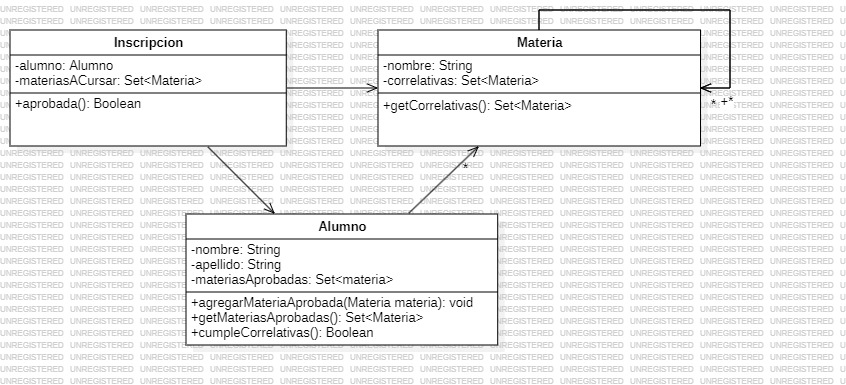 Inscripcion
-alumno: Alumno
-materiasACursar: Set<Materia>
+aprobada(): Boolean
Materia
-nombre: String
-correlativas: Set<Materia>
+getCorrelativas(): Set<Materia>
* +*
*
Alumno
-nombre: String
-apellido: String
-materiasAprobadas: Set<materia>
+agregarMateriaAprobada(Materia materia): void
+getMateriasAprobadas(): Set<Materia>
+cumpleCorrelativas(): Boolean
UNREGISTERED